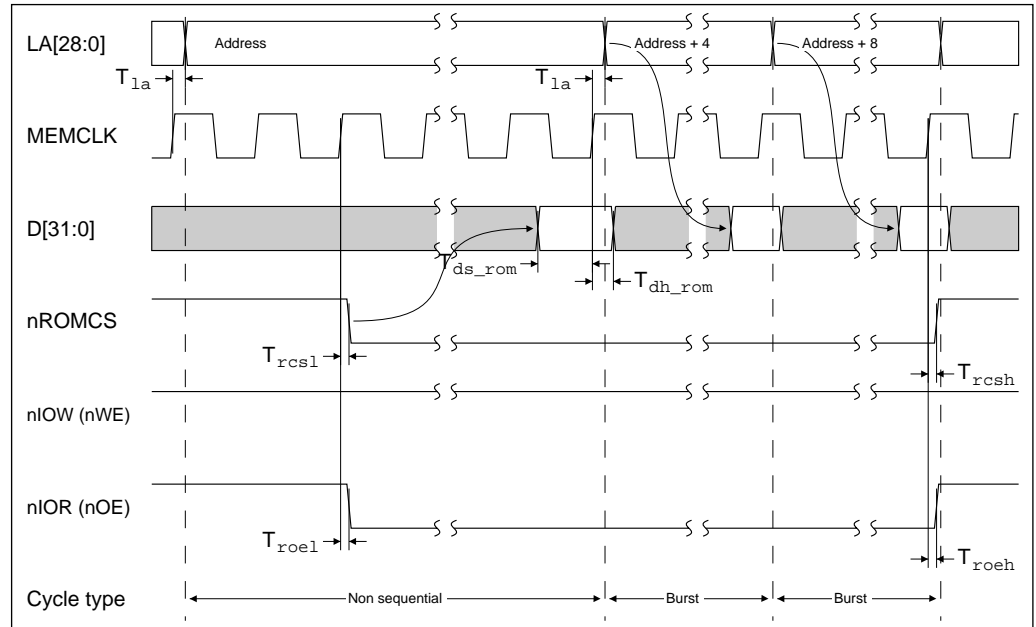 LA[28:0] Address Address + 4 Address + 8
Tla Tla
MEMCLK
D[31:0]
Tds_rom
Tdh_rom
nROMCS
Trcsl Trcsh
nIOW (nWE)
nIOR (nOE)
Troel Troeh
Cycle type Non sequential Burst Burst